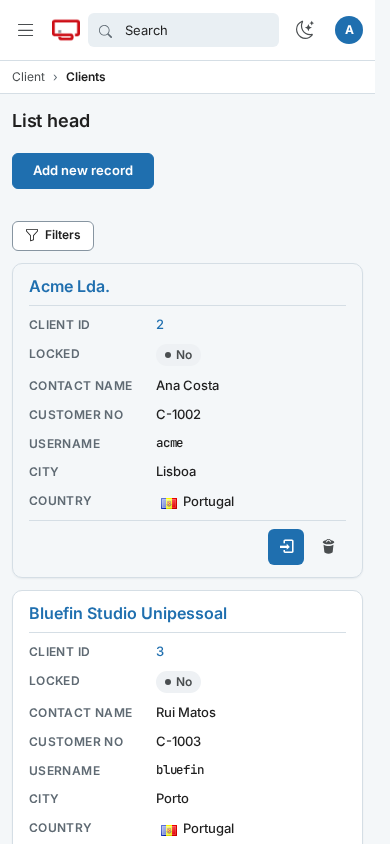 Search
A
Client › Clients
List head
Add new record
Filters
Acme Lda.
CLIENT ID 2
LOCKED No
CONTACT NAME Ana Costa
CUSTOMER NO C-1002
USERNAME acme
CITY Lisboa
COUNTRY Portugal
Bluefin Studio Unipessoal
CLIENT ID 3
LOCKED No
CONTACT NAME Rui Matos
CUSTOMER NO C-1003
USERNAME bluefin
CITY Porto
COUNTRY Portugal